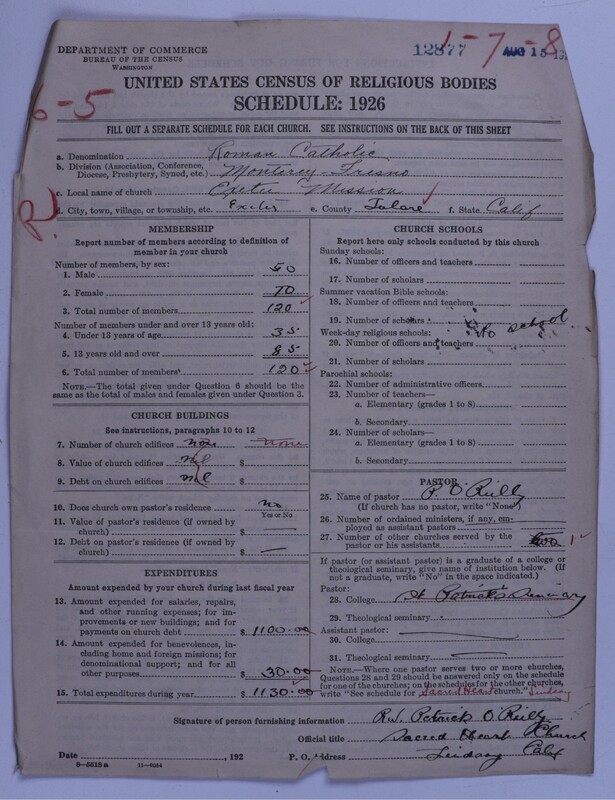 12877
1-7-8
AUG 18
DEPARTMENT OF COMMERCE
BUREAU OF THE CENSUS
WASHINGTON
UNITED STATES CENSUS OF RELIGIOUS BODIES
SCHEDULE: 1926
6-5
FILL OUT A SEPARATE SCHEDULE FOR EACH CHURCH. SEE INSTRUCTIONS ON THE BACK OF THIS SHEET
a. Denomination Roman Catholic
b. Division (Association, Conference, Diocese, Presbytery, Synod, etc.) Monterey-Fresno
c. Local name of church Exeter Mission
d. City, town, village, or township, etc. Exeter e. County Tulare f. State Calif
R.
MEMBERSHIP
Report number of members according to definition of
member in your church
Number of members, by sex:
1. Male 50
2. Female 70
3. Total number of members 120
Number of members under and over 13 years old:
4. Under 13 years of age 35
5. 13 years old and over 85
6. Total number of members 120
NOTE.—The total given under Question 6 should be the
same as the total of males and females given under Question 3.
CHURCH BUILDINGS
See instructions, paragraphs 10 to 12
7. Number of church edifices none none
8. Value of church edifices nil $
9. Debt on church edifices nil $
10. Does church own pastor's residence no
Yes or No
11. Value of pastor's residence (if owned by
church) $
12. Debt on pastor's residence (if owned by
church) $ —
EXPENDITURES
Amount expended by your church during last fiscal year
13. Amount expended for salaries, repairs,
and other running expenses; for im-
provements or new buildings; and for
payments on church debt $ 1100.00
14. Amount expended for benevolences, in-
cluding home and foreign missions; for
denominational support; and for all
other purposes $ 30.00
15. Total expenditures during year $ 1130.00
CHURCH SCHOOLS
Report here only schools conducted by this church
Sunday schools:
16. Number of officers and teachers
17. Number of scholars
Summer vacation Bible schools:
18. Number of officers and teachers
19. Number of scholars
No school
Week-day religious schools:
20. Number of officers and teachers
21. Number of scholars
Parochial schools:
22. Number of administrative officers
23. Number of teachers—
a. Elementary (grades 1 to 8)
b. Secondary
24. Number of scholars—
a. Elementary (grades 1 to 8)
b. Secondary
PASTOR
25. Name of pastor P. O'Reilly
(If church has no pastor, write "None")
26. Number of ordained ministers, if any, em-
ployed as assistant pastors
27. Number of other churches served by the
pastor or his assistants 1
If pastor (or assistant pastor) is a graduate of a college or
theological seminary, give name of institution below. (If
not a graduate, write "No" in the space indicated.)
Pastor:
28. College St Patricks Seminary
29. Theological seminary
Assistant pastor:
30. College
31. Theological seminary
NOTE.—Where one pastor serves two or more churches,
Questions 28 and 29 should be answered only on the schedule
for one of the churches; on the schedules for the other churches,
write "See schedule for Sacred Heart church." Lindsay
Signature of person furnishing information Rev. Patrick O'Reilly
Official title Sacred Heart Church
Date , 192 P. O. Address Lindsay Calif
8-5518a 11-9064